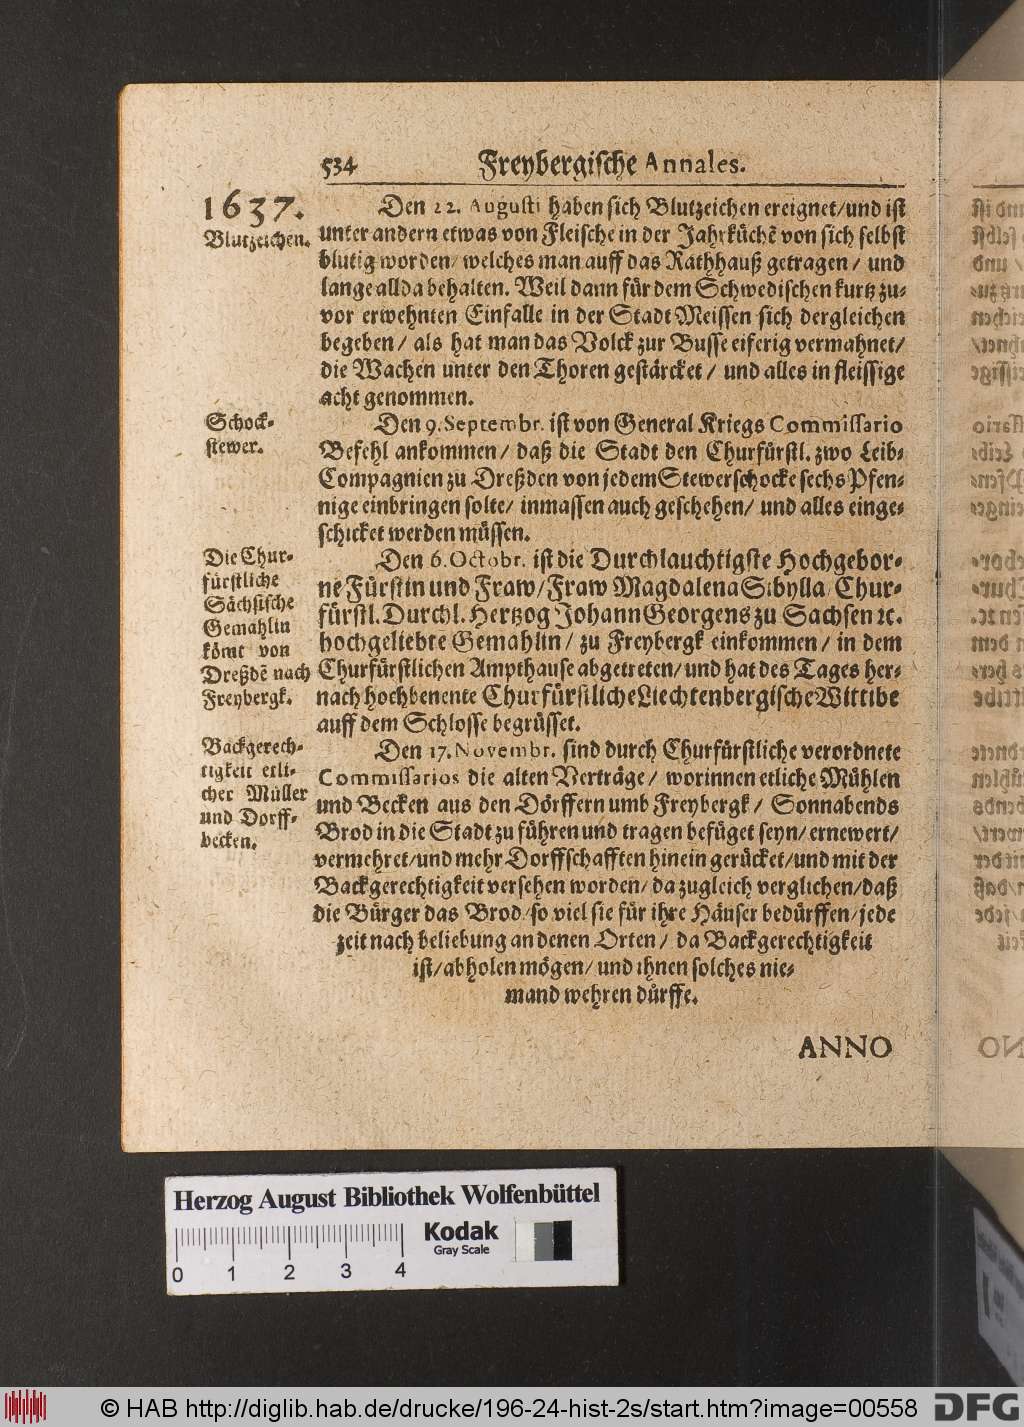 534 Freybergische Annales.
1637.
Blutzeichen.
Den 22. Augusti haben sich Blutzeichen ereignet/und ist
unter andern etwas von Fleische in der Jahrküchē von sich selbst
blutig worden/ welches man auff das Rathhauß getragen/ und
lange allda behalten. Weil dann für dem Schwedischen kurtz zu-
vor erwehnten Einfalle in der Stadt Meissen sich dergleichen
begeben/ als hat man das Volck zur Busse eiferig vermahnet/
die Wachen unter den Thoren gestärcket/ und alles in fleissige
acht genommen.
Schock-
stewer.
Den 9. Septembr. ist von General Kriegs Commissario
Befehl ankommen/ daß die Stadt den Churfürstl. zwo Leib-
Compagnien zu Dreßden von jedem Stewerschocke sechs Pfen-
nige einbringen solte/ inmassen auch geschehen/ und alles einge-
schicket werden müssen.
Die Chur-
fürstliche
Sächsische
Gemahlin
kömt von
Dreßdē nach
Freybergk.
Den 6. Octobr. ist die Durchlauchtigste Hochgebor-
ne Fürstin und Fraw/ Fraw Magdalena Sibylla/ Chur-
fürstl. Durchl. Hertzog Johann Georgens zu Sachsen ꝛc.
hochgeliebte Gemahlin/ zu Freybergk einkommen/ in dem
Churfürstlichen Ampthause abgetreten/ und hat des Tages her-
nach hochbenente Churfürstliche Liechtenbergische Wittibe
auff dem Schlosse begrüsset.
Backgerech-
tigkeit etli-
cher Müller
und Dorff-
becken.
Den 17. Novembr. sind durch Churfürstliche verordnete
Commissarios die alten Verträge/ worinnen etliche Mühlen
und Becken aus den Dörffern umb Freybergk/ Sonnabends
Brod in die Stadt zu führen und tragen befüget seyn/ ernewert/
vermehret/und mehr Dorffschafften hinein gerücket/und mit der
Backgerechtigkeit versehen worden/ da zugleich verglichen/daß
die Bürger das Brod/so viel sie für ihre Häuser bedürffen/jede
zeit nach beliebung an denen Orten/ da Backgerechtigkeit
ist/abholen mögen/ und ihnen solches nie-
mand wehren dürffe.
ANNO
Herzog August Bibliothek Wolfenbüttel
Kodak
Gray Scale
0 1 2 3 4
© HAB http://diglib.hab.de/drucke/196-24-hist-2s/start.htm?image=00558 DFG